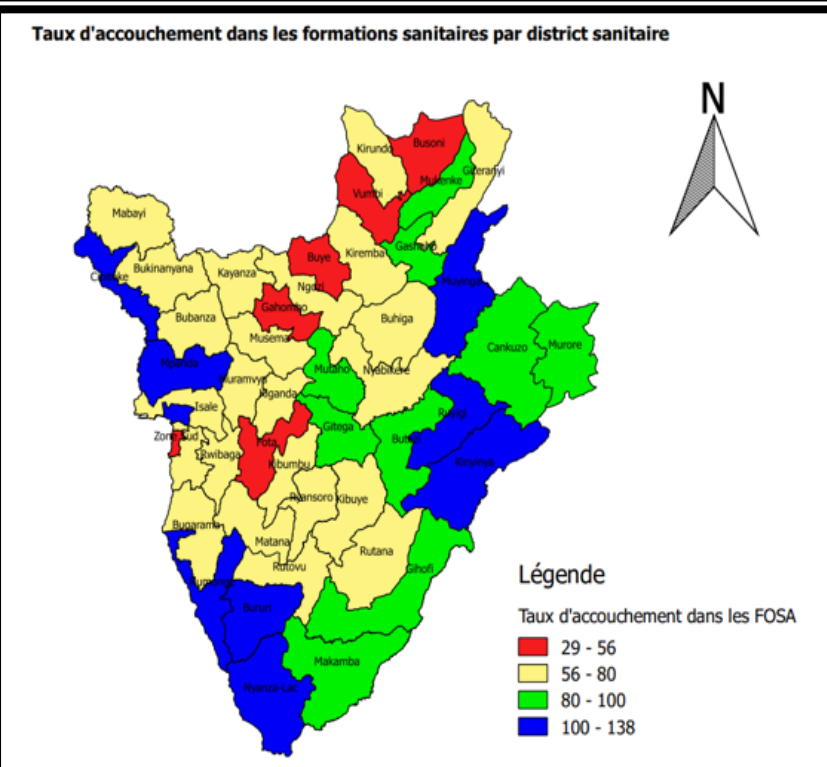 Taux d'accouchement dans les formations sanitaires par district sanitaire
N
Kirundo
Busoni
Gizeranyi
Mukenke
Vumbi
Mabayi
Gashoho
Kiremba
Buye
Bukinanyana
Kayanza
Cibitoke
Muyinga
Ngozi
Gahombo
Bubanza
Buhiga
Musema
Cankuzo
Murore
Mpanda
Mutaho
Nyabikere
Muramvya
Kiganda
Isale
Ruyigi
Gitega
Zone Sud
Fota
Butezi
Rwibaga
Kibumbu
Kinyinya
Ryansoro
Kibuye
Bugarama
Matana
Rutana
Rutovu
Gihofi
Rumonge
Bururi
Makamba
Nyanza-Lac
Légende
Taux d'accouchement dans les FOSA
29 - 56
56 - 80
80 - 100
100 - 138